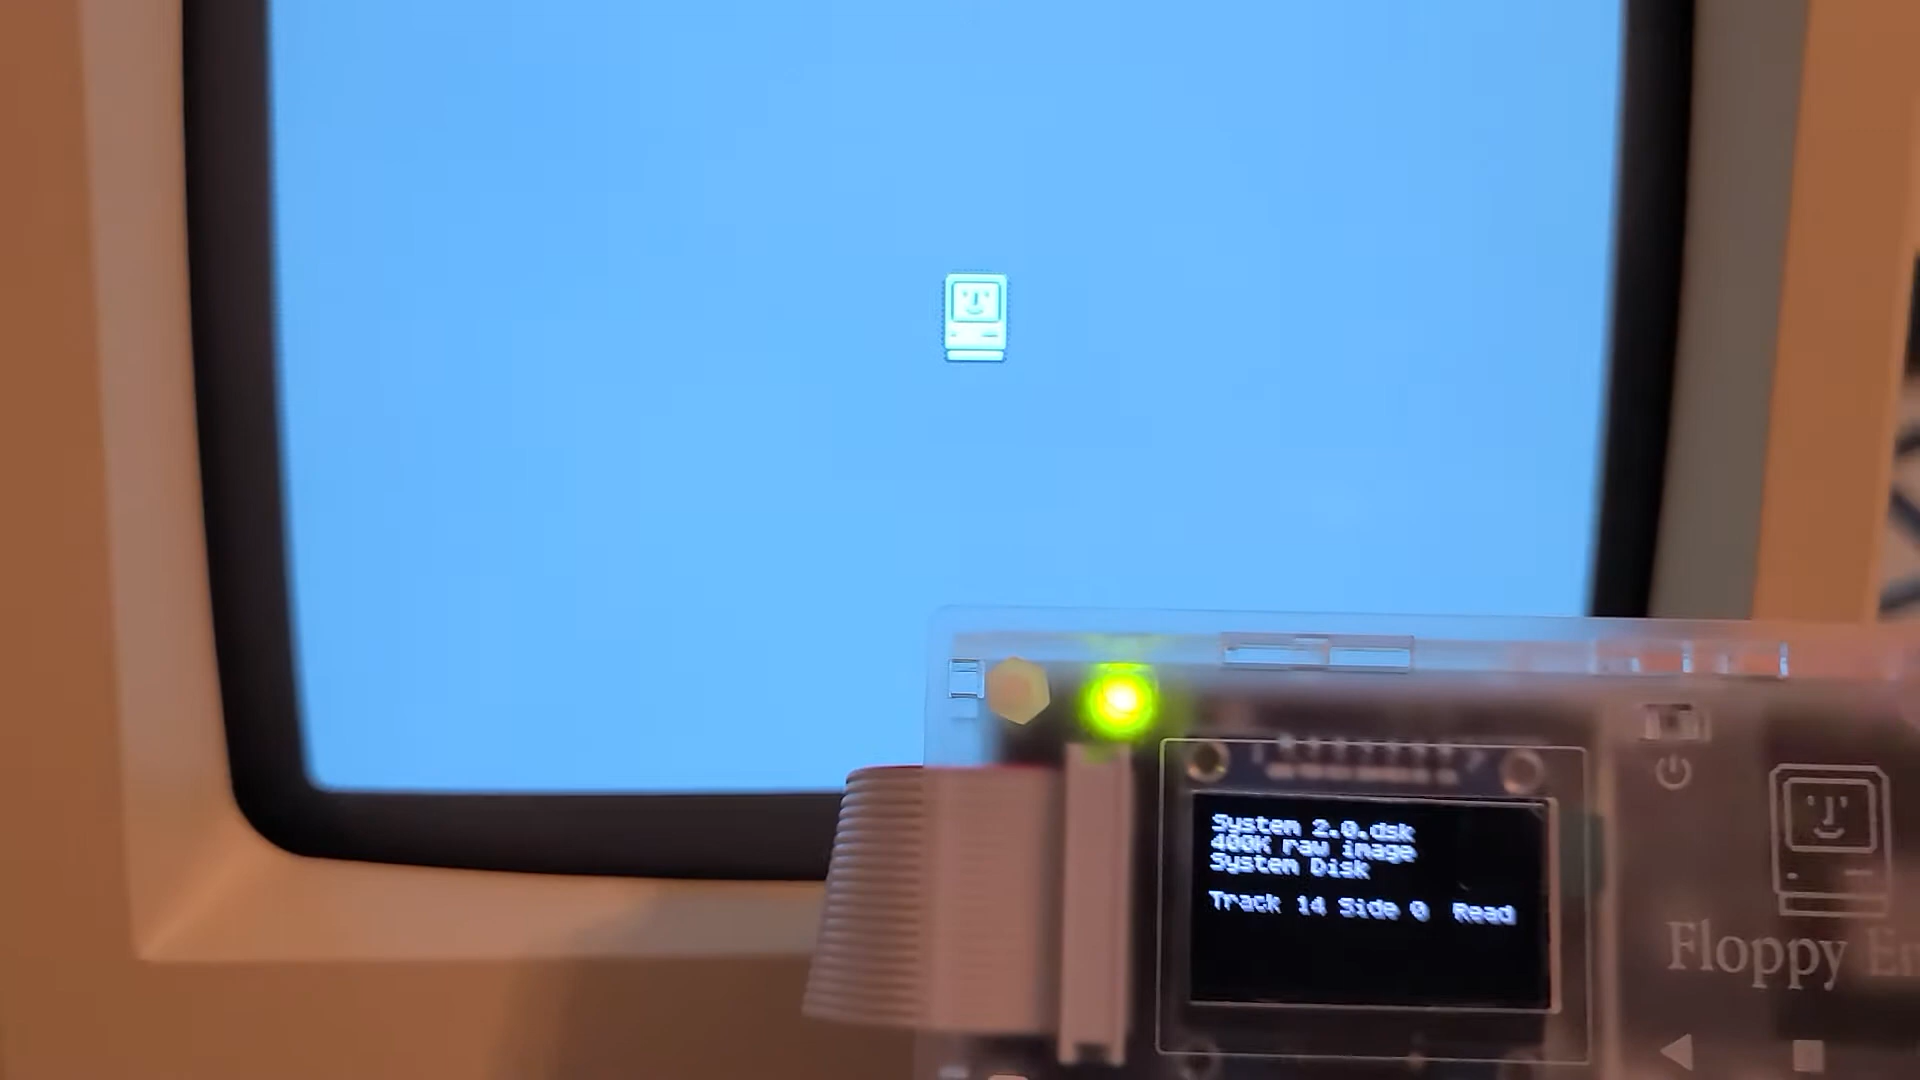 System 2.0.dsk
400K raw image
System Disk
Track 14 Side 0 Read
Floppy